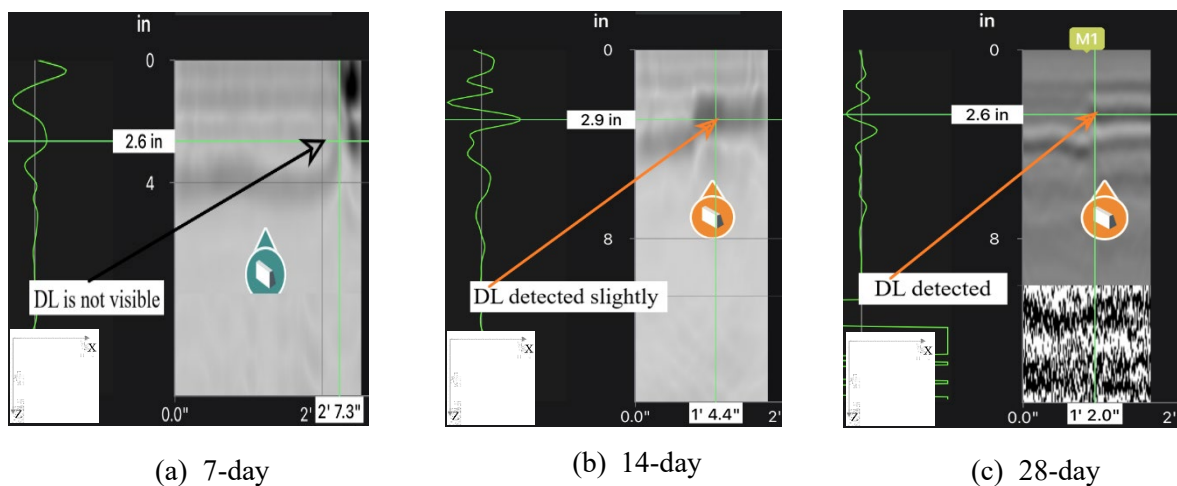 in
0
2.6 in
4
DL is not visible
X
Z
0.0"
2'
2' 7.3"
(a) 7-day
in
0
2.9 in
8
DL detected slightly
X
Z
0.0"
1' 4.4"
2'
(b) 14-day
in
M1
0
2.6 in
8
DL detected
X
Z
0.0"
1' 2.0"
2'
(c) 28-day